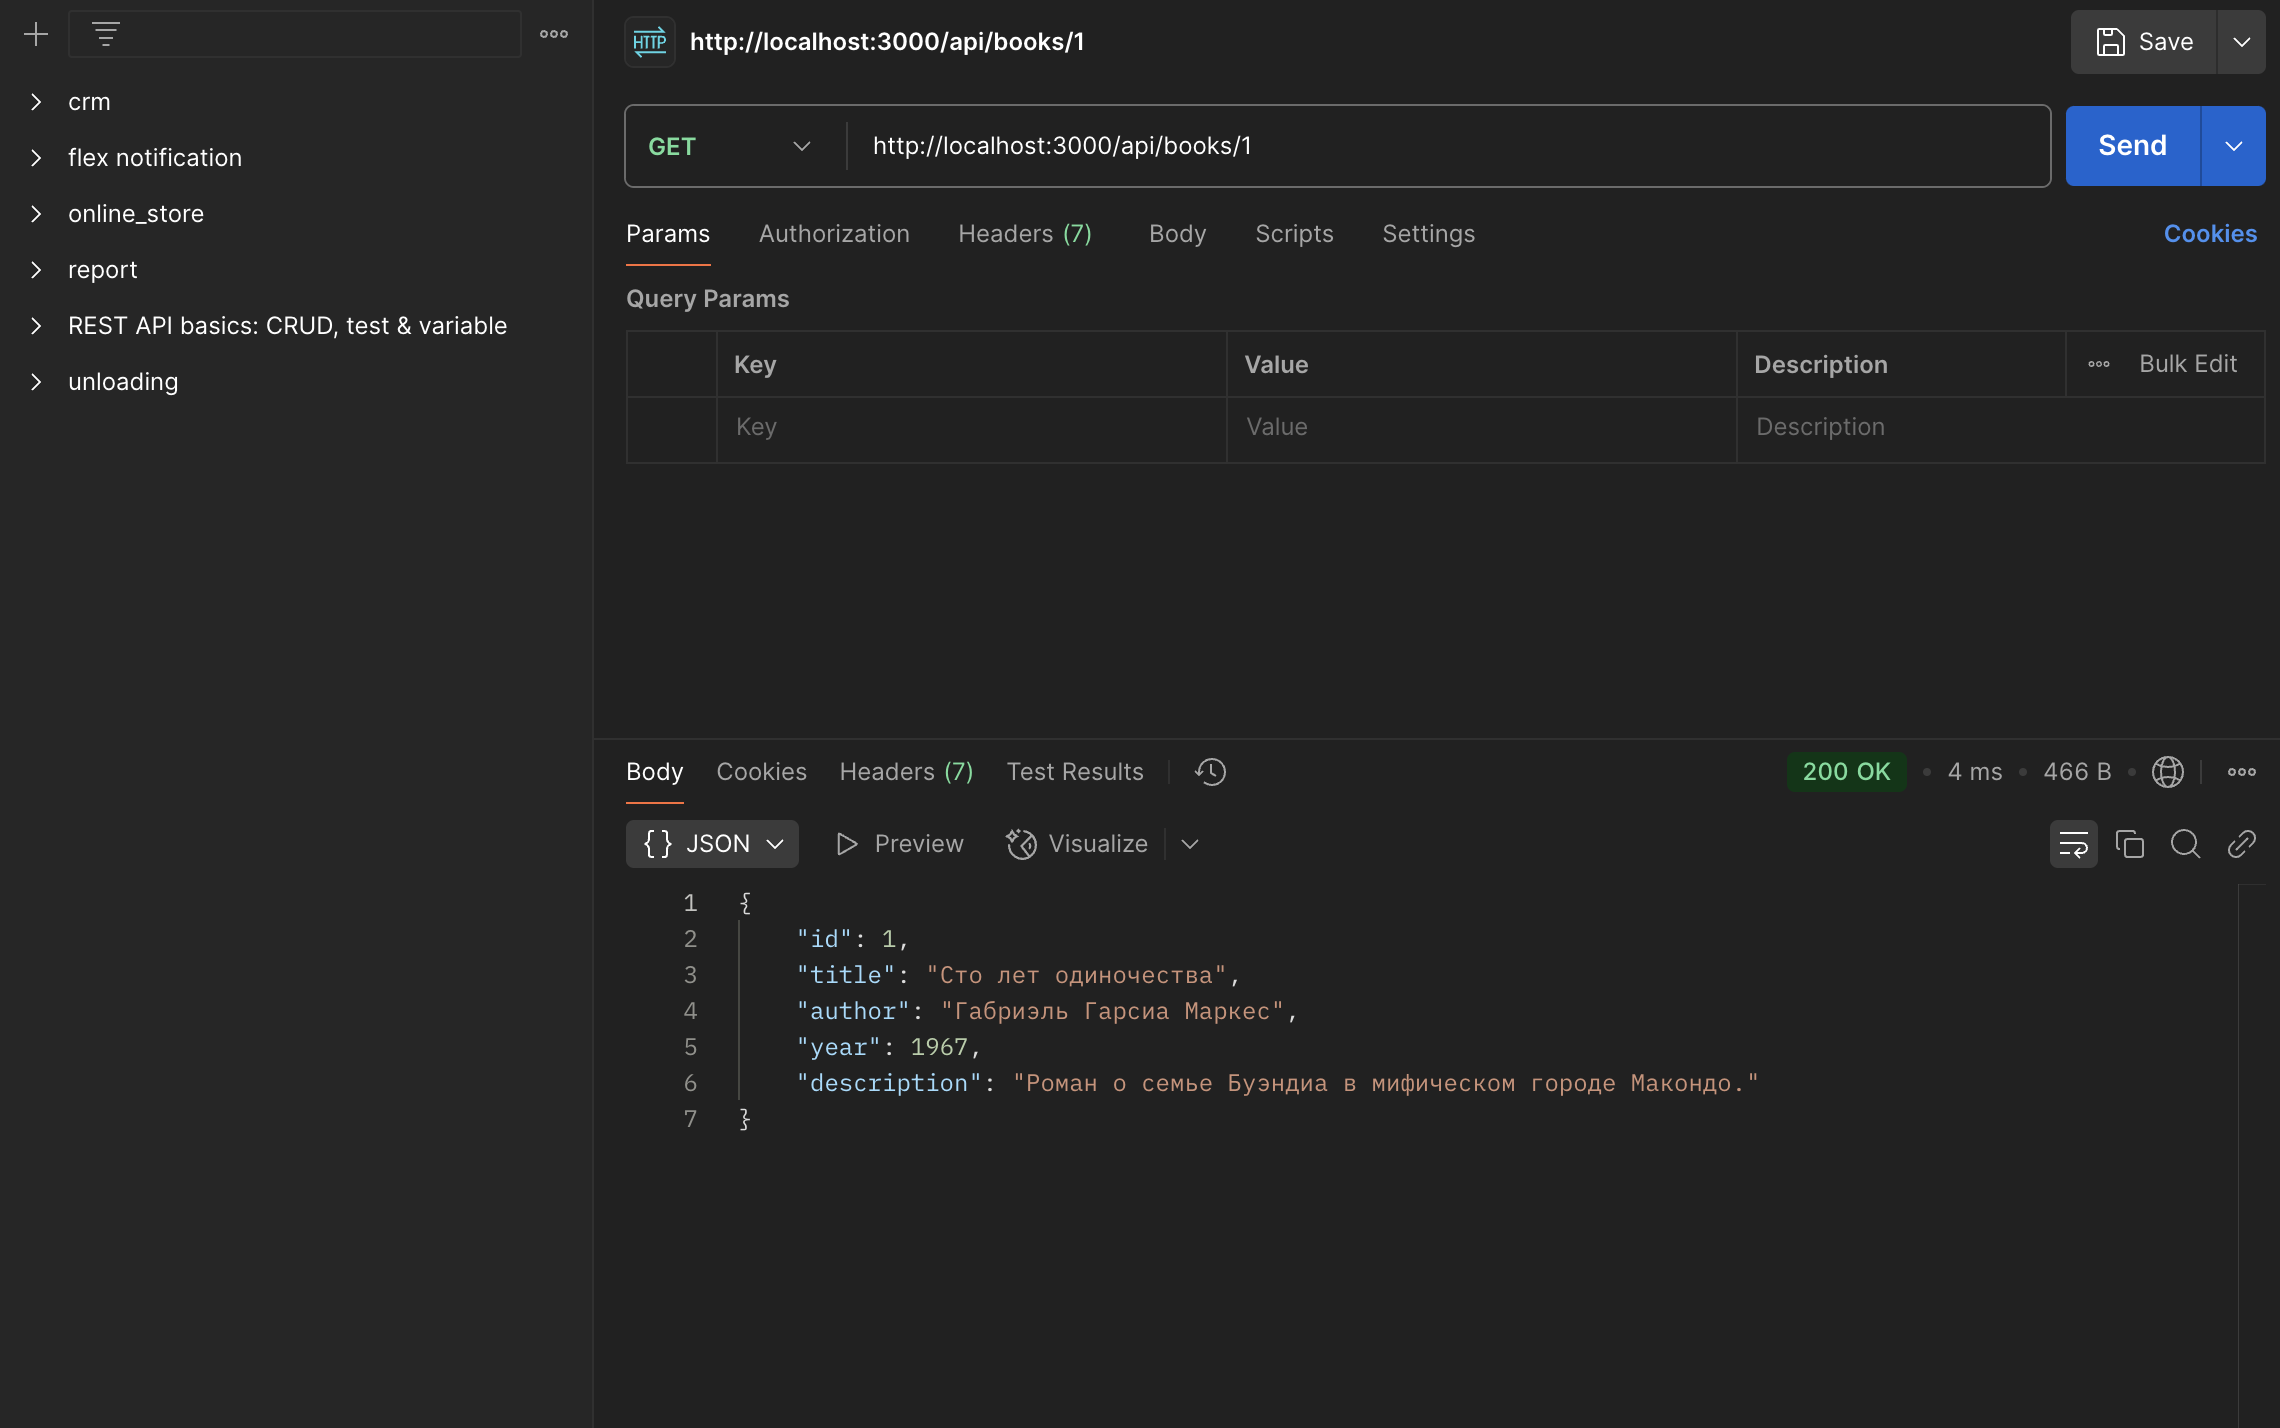 crm
flex notification
online_store
report
REST API basics: CRUD, test & variable
unloading
HTTP http://localhost:3000/api/books/1
Save
GET http://localhost:3000/api/books/1
Send
Params Authorization Headers (7) Body Scripts Settings Cookies
Query Params
Key Value Description Bulk Edit
Key Value Description
Body Cookies Headers (7) Test Results 200 OK 4 ms 466 B
{} JSON Preview Visualize
1 {
2 "id": 1,
3 "title": "Сто лет одиночества",
4 "author": "Габриэль Гарсиа Маркес",
5 "year": 1967,
6 "description": "Роман о семье Буэндиа в мифическом городе Макондо."
7 }